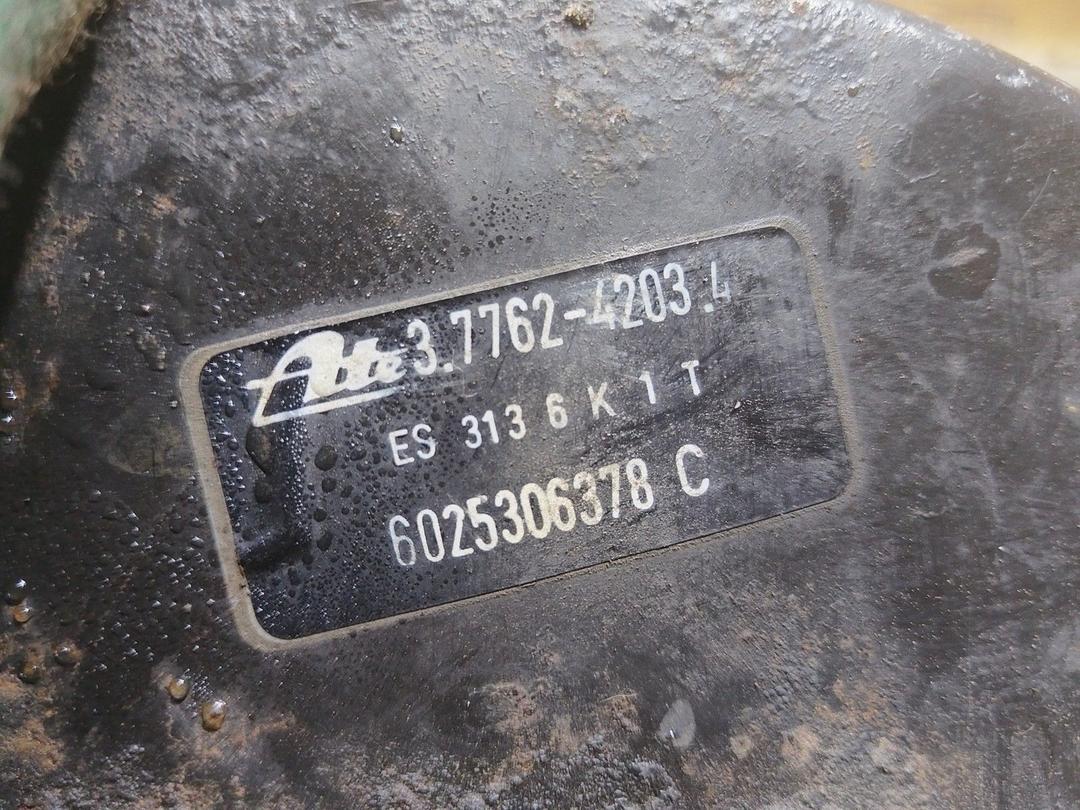 Ate 3.7762-4203.4
ES 313 6 K 1 T
6025306378 C